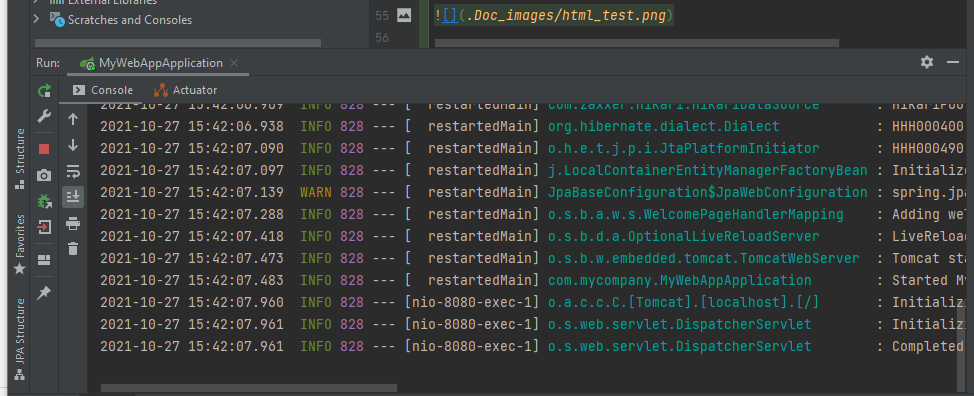 External Libraries
Scratches and Consoles
55 ![](.Doc_images/html_test.png)
56
Run: MyWebAppApplication
Console Actuator
2021-10-27 15:42:06.909 INFO 828 --- [ restartedMain] com.zaxxer.hikari.HikariDataSource : HikariPoo
2021-10-27 15:42:06.938 INFO 828 --- [ restartedMain] org.hibernate.dialect.Dialect : HHH000400
2021-10-27 15:42:07.090 INFO 828 --- [ restartedMain] o.h.e.t.j.p.i.JtaPlatformInitiator : HHH000490
2021-10-27 15:42:07.097 INFO 828 --- [ restartedMain] j.LocalContainerEntityManagerFactoryBean : Initialize
2021-10-27 15:42:07.139 WARN 828 --- [ restartedMain] JpaBaseConfiguration$JpaWebConfiguration : spring.jpa
2021-10-27 15:42:07.288 INFO 828 --- [ restartedMain] o.s.b.a.w.s.WelcomePageHandlerMapping : Adding wel
2021-10-27 15:42:07.418 INFO 828 --- [ restartedMain] o.s.b.d.a.OptionalLiveReloadServer : LiveReload
2021-10-27 15:42:07.473 INFO 828 --- [ restartedMain] o.s.b.w.embedded.tomcat.TomcatWebServer : Tomcat sta
2021-10-27 15:42:07.483 INFO 828 --- [ restartedMain] com.mycompany.MyWebAppApplication : Started My
2021-10-27 15:42:07.960 INFO 828 --- [nio-8080-exec-1] o.a.c.c.C.[Tomcat].[localhost].[/] : Initializ
2021-10-27 15:42:07.961 INFO 828 --- [nio-8080-exec-1] o.s.web.servlet.DispatcherServlet : Initializ
2021-10-27 15:42:07.961 INFO 828 --- [nio-8080-exec-1] o.s.web.servlet.DispatcherServlet : Completed
Structure
Favorites
JPA Structure